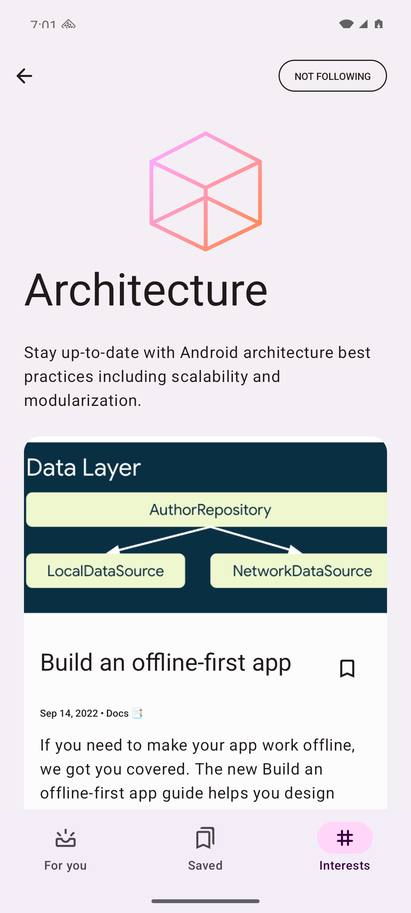 7:01
NOT FOLLOWING
Architecture
Stay up-to-date with Android architecture best
practices including scalability and
modularization.
Data Layer
AuthorRepository
LocalDataSource
NetworkDataSource
Build an offline-first app
Sep 14, 2022 • Docs 📑
If you need to make your app work offline,
we got you covered. The new Build an
offline-first app guide helps you design
For you
Saved
Interests